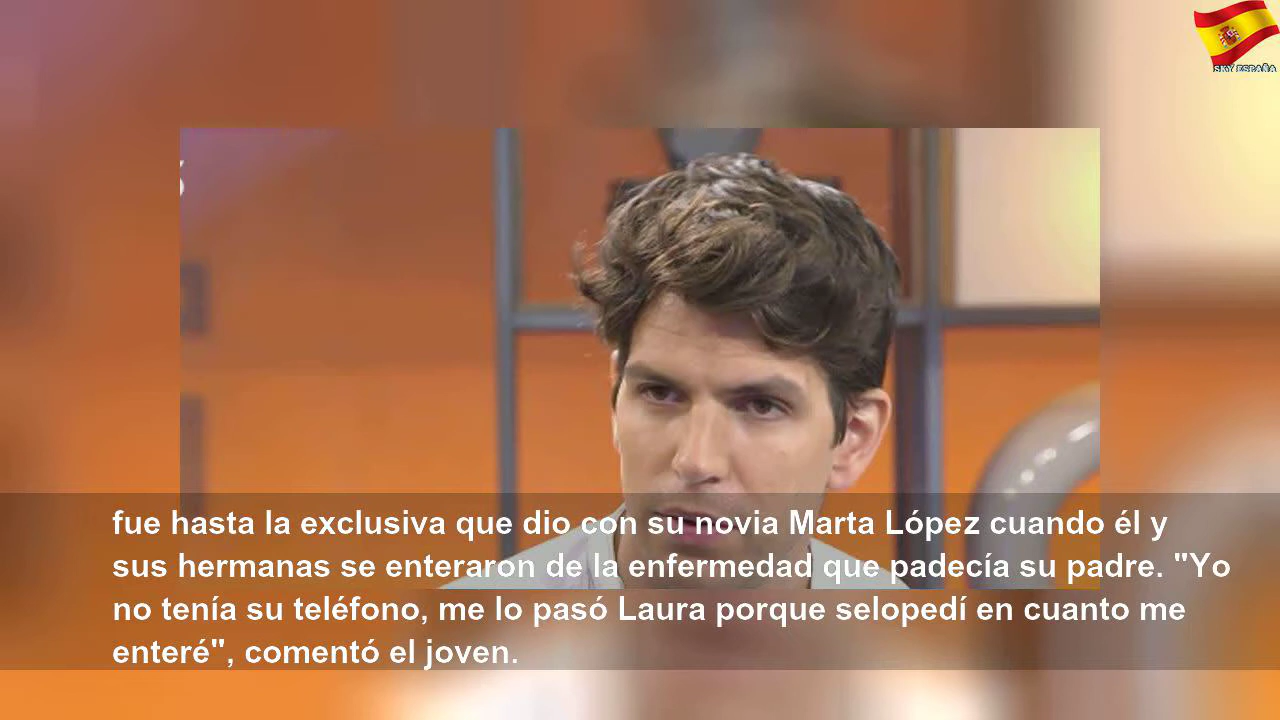 SKY ESPAÑA
fue hasta la exclusiva que dio con su novia Marta López cuando él y
sus hermanas se enteraron de la enfermedad que padecía su padre. "Yo
no tenía su teléfono, me lo pasó Laura porque selopedí en cuanto me
enteré", comentó el joven.